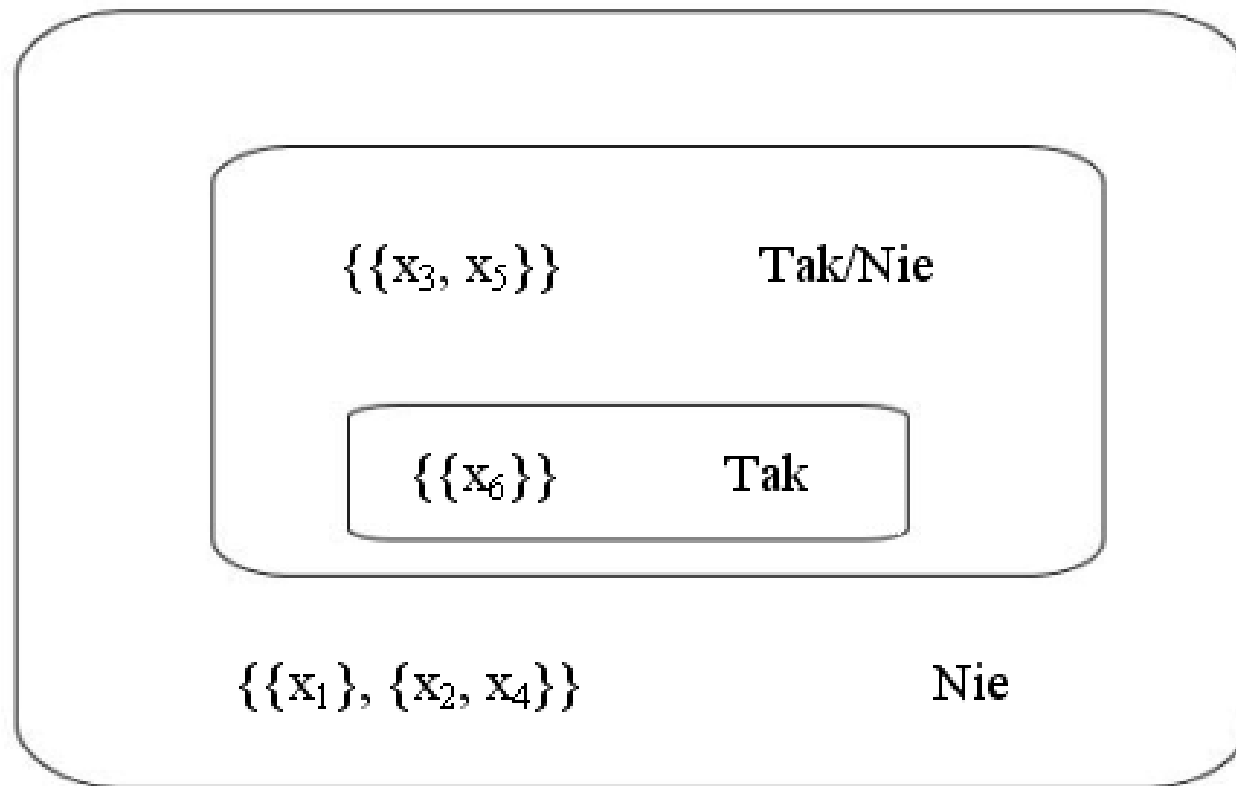 {{x₃, x₅}} Tak/Nie
{{x₆}} Tak
{{x₁}, {x₂, x₄}} Nie